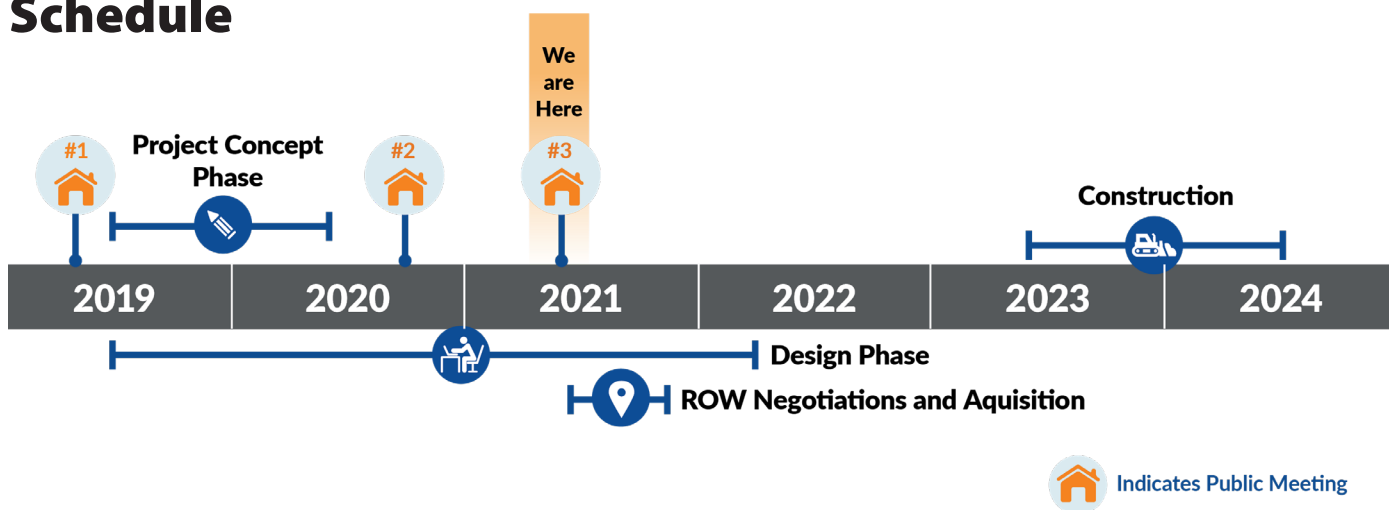 Schedule
We
are
Here
#1
Project Concept
Phase
#2
#3
Construction
2019
2020
2021
2022
2023
2024
Design Phase
ROW Negotiations and Aquisition
Indicates Public Meeting